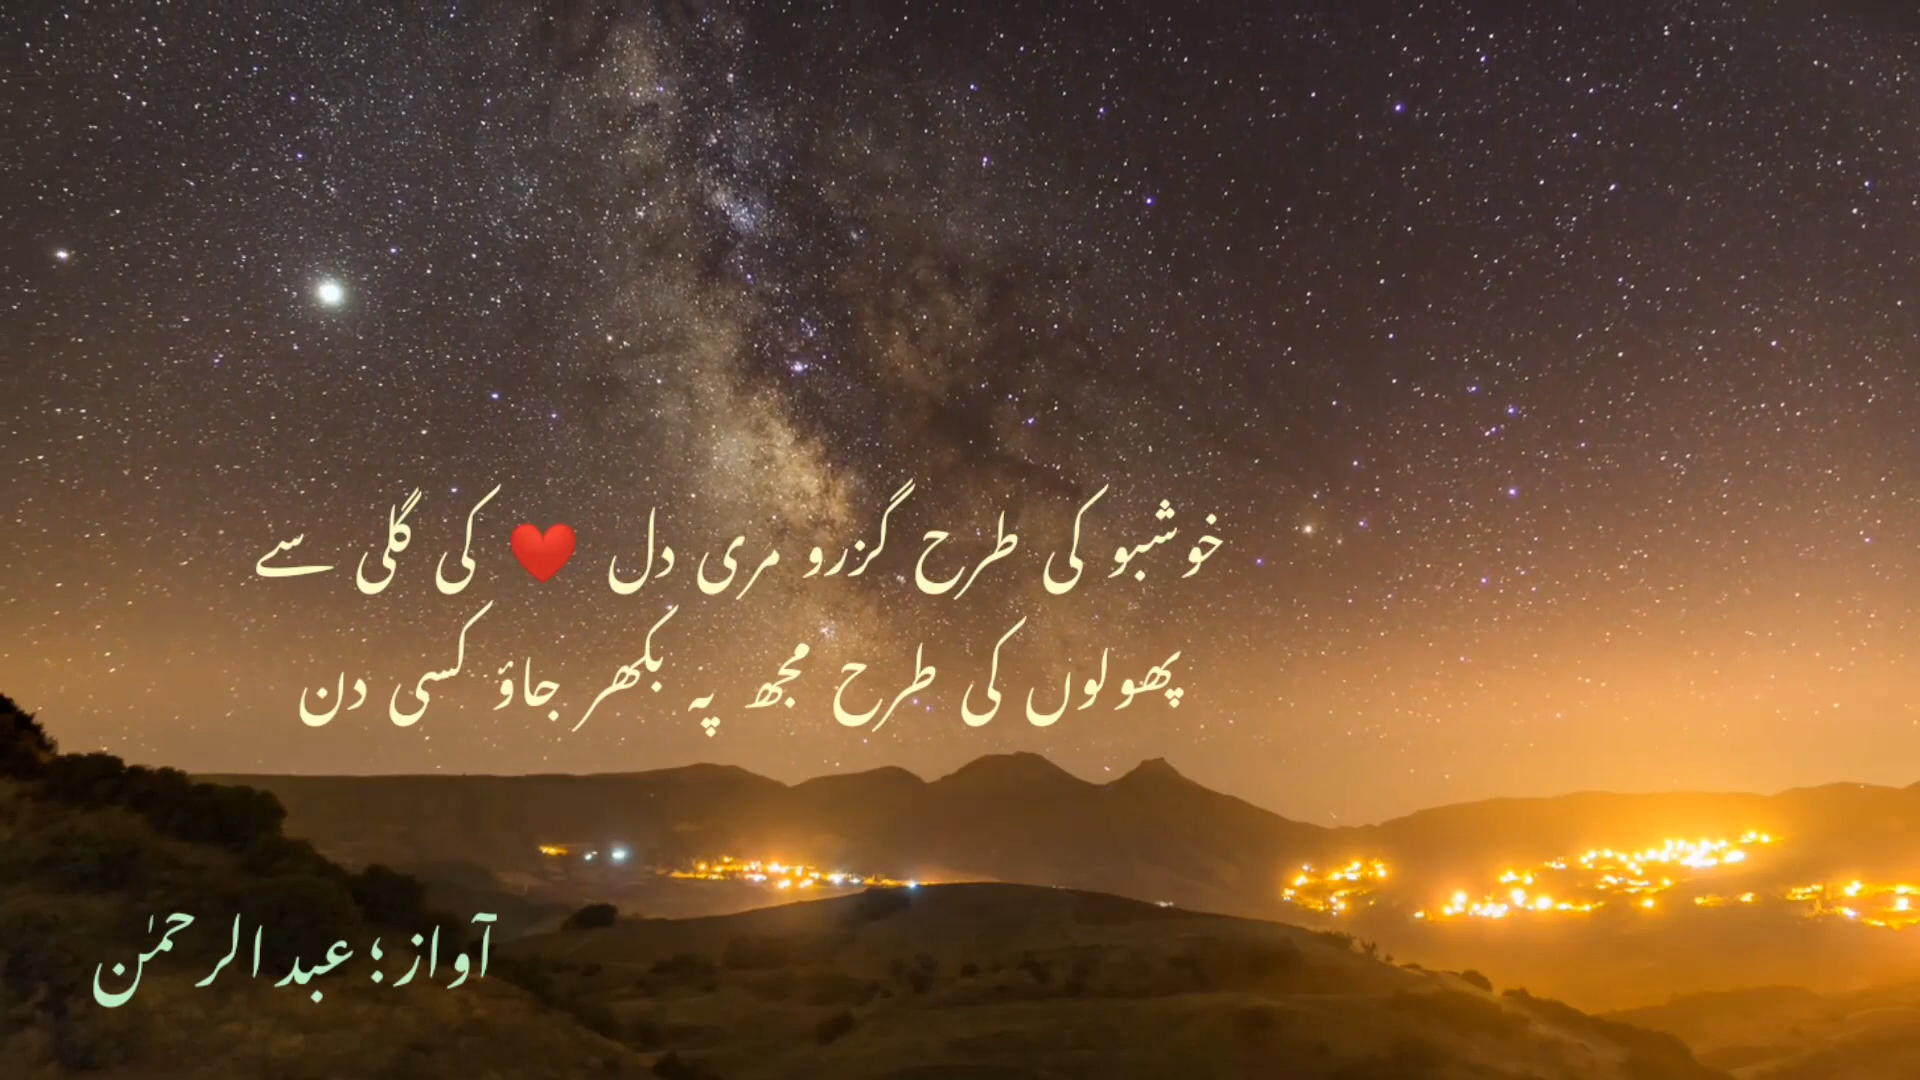 خوشبو کی طرح گزرو مری دل ❤️ کی گلی سے
پھولوں کی طرح مجھ پہ بکھر جاؤ کسی دن
آواز؛ عبد الرحمٰن